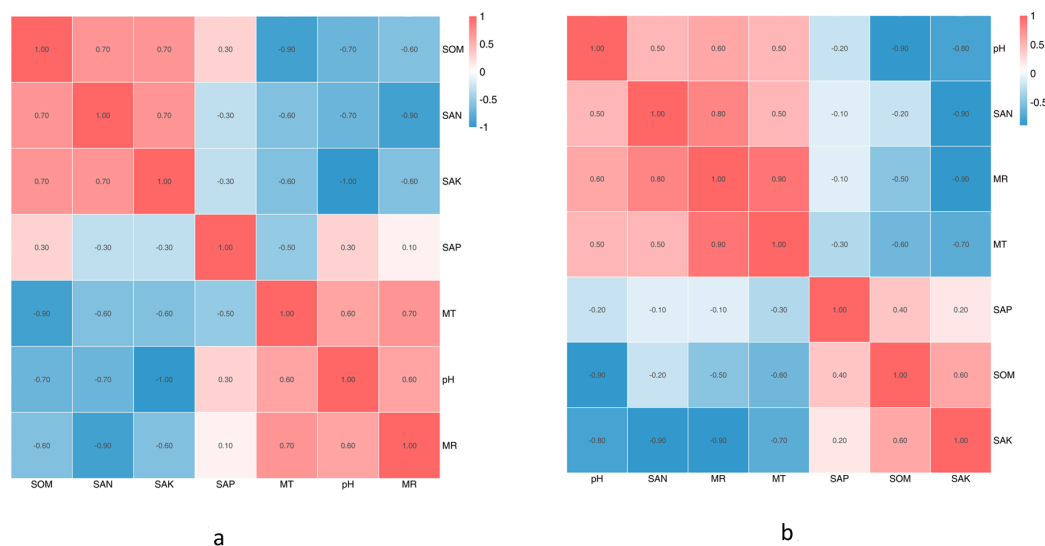 1.00 0.70 0.70 0.30 -0.90 -0.70 -0.60 SOM
0.70 1.00 0.70 -0.30 -0.60 -0.70 -0.90 SAN
0.70 0.70 1.00 -0.30 -0.60 -1.00 -0.60 SAK
0.30 -0.30 -0.30 1.00 -0.50 0.30 0.10 SAP
-0.90 -0.60 -0.60 -0.50 1.00 0.60 0.70 MT
-0.70 -0.70 -1.00 0.30 0.60 1.00 0.60 pH
-0.60 -0.90 -0.60 0.10 0.70 0.60 1.00 MR
SOM SAN SAK SAP MT pH MR
1
0.5
0
-0.5
-1
a
1.00 0.50 0.60 0.50 -0.20 -0.90 -0.80 pH
0.50 1.00 0.80 0.50 -0.10 -0.20 -0.90 SAN
0.60 0.80 1.00 0.90 -0.10 -0.50 -0.90 MR
0.50 0.50 0.90 1.00 -0.30 -0.60 -0.70 MT
-0.20 -0.10 -0.10 -0.30 1.00 0.40 0.20 SAP
-0.90 -0.20 -0.50 -0.60 0.40 1.00 0.60 SOM
-0.80 -0.90 -0.90 -0.70 0.20 0.60 1.00 SAK
pH SAN MR MT SAP SOM SAK
1
0.5
0
-0.5
b